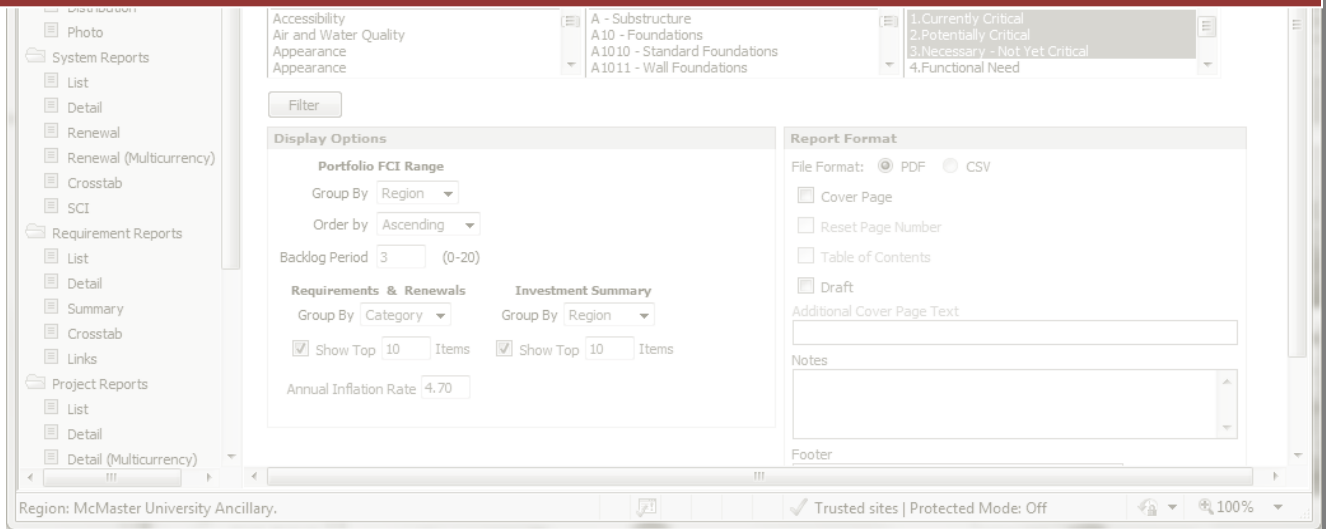 Distribution
Photo
System Reports
List
Detail
Renewal
Renewal (Multicurrency)
Crosstab
SCI
Requirement Reports
List
Detail
Summary
Crosstab
Links
Project Reports
List
Detail
Detail (Multicurrency)
Accessibility
Air and Water Quality
Appearance
Appearance
A - Substructure
A10 - Foundations
A1010 - Standard Foundations
A1011 - Wall Foundations
1.Currently Critical
2.Potentially Critical
3.Necessary - Not Yet Critical
4.Functional Need
Filter
Display Options
Portfolio FCI Range
Group By Region
Order by Ascending
Backlog Period 3 (0-20)
Requirements & Renewals
Group By Category
Show Top 10 Items
Annual Inflation Rate 4.70
Investment Summary
Group By Region
Show Top 10 Items
Report Format
File Format: PDF CSV
Cover Page
Reset Page Number
Table of Contents
Draft
Additional Cover Page Text
Notes
Footer
Region: McMaster University Ancillary.
Trusted sites | Protected Mode: Off
100%